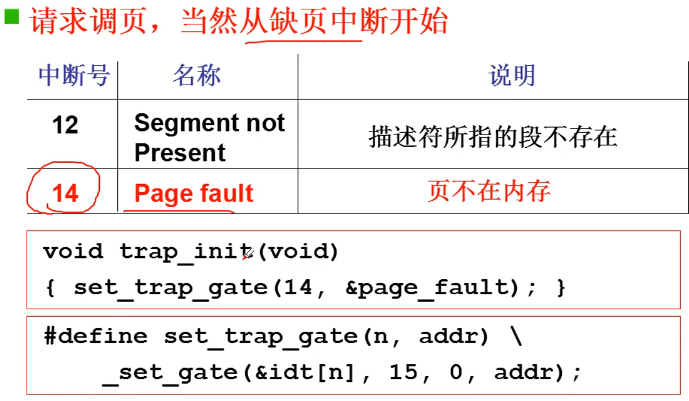 请求调页，当然从缺页中断开始
中断号 名称 说明
12 Segment not Present 描述符所指的段不存在
14 Page fault 页不在内存
void trap_init(void)
{ set_trap_gate(14, &page_fault); }
#define set_trap_gate(n, addr) \
_set_gate(&idt[n], 15, 0, addr);